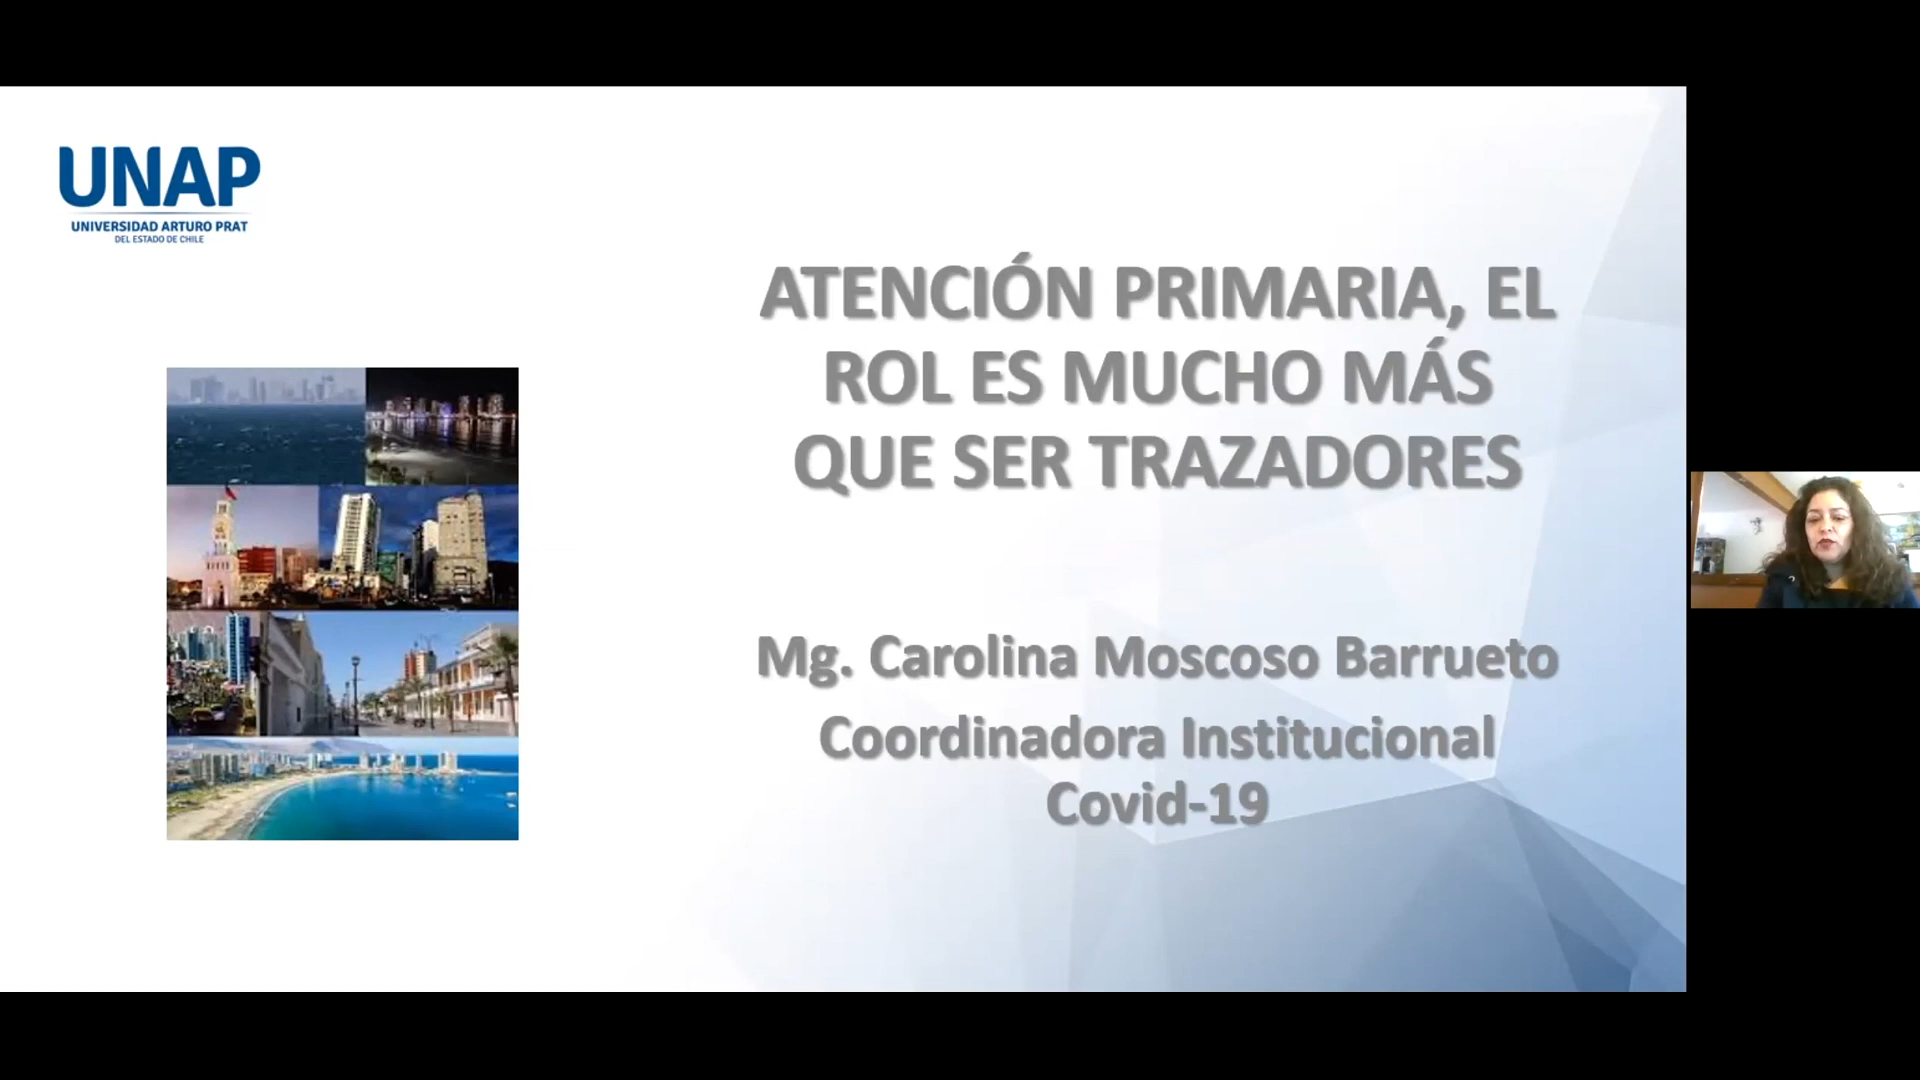 UNAP
UNIVERSIDAD ARTURO PRAT
DEL ESTADO DE CHILE
ATENCIÓN PRIMARIA, EL
ROL ES MUCHO MÁS
QUE SER TRAZADORES
Mg. Carolina Moscoso Barrueto
Coordinadora Institucional
Covid-19